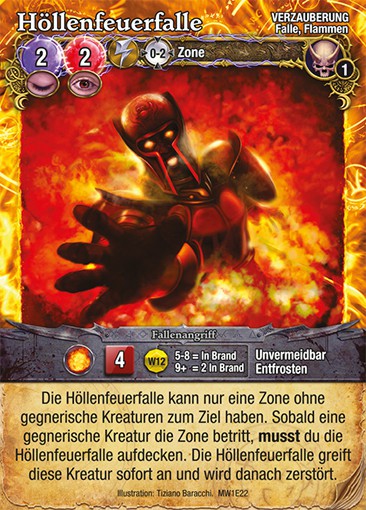 Höllenfeuerfalle
VERZAUBERUNG
Falle, Flammen
2 2 0-2 Zone
1
Fallenangriff
4 W12 5-8 = In Brand
9+ = 2 In Brand
Unvermeidbar
Entfrosten
Die Höllenfeuerfalle kann nur eine Zone ohne
gegnerische Kreaturen zum Ziel haben. Sobald eine
gegnerische Kreatur die Zone betritt, musst du die
Höllenfeuerfalle aufdecken. Die Höllenfeuerfalle greift
diese Kreatur sofort an und wird danach zerstört.
Illustration: Tiziano Baracchi. MW1E22